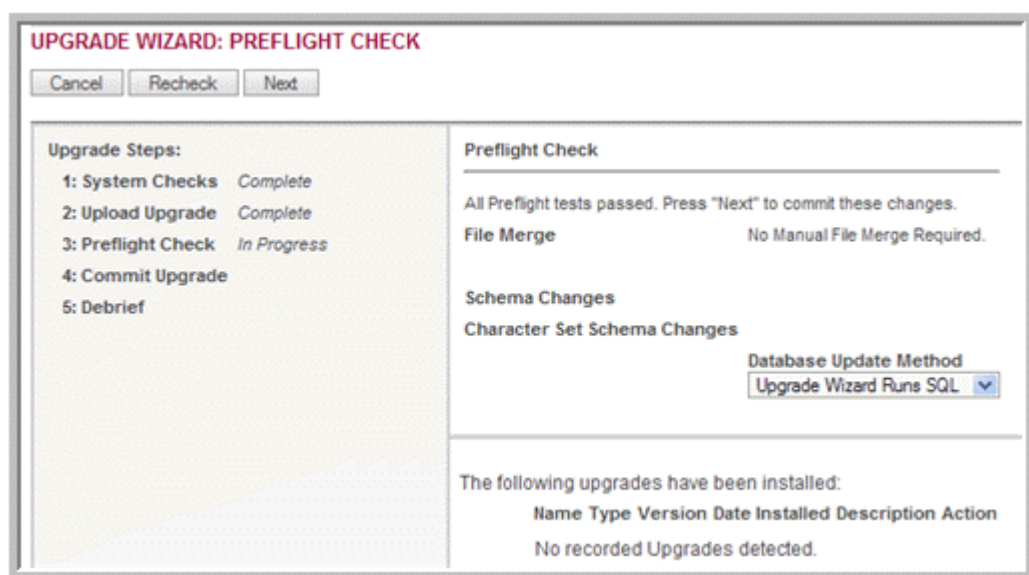 UPGRADE WIZARD: PREFLIGHT CHECK
Cancel Recheck Next
Upgrade Steps:
1: System Checks Complete
2: Upload Upgrade Complete
3: Preflight Check In Progress
4: Commit Upgrade
5: Debrief
Preflight Check
All Preflight tests passed. Press "Next" to commit these changes.
File Merge No Manual File Merge Required.
Schema Changes
Character Set Schema Changes
Database Update Method
Upgrade Wizard Runs SQL
The following upgrades have been installed:
Name Type Version Date Installed Description Action
No recorded Upgrades detected.